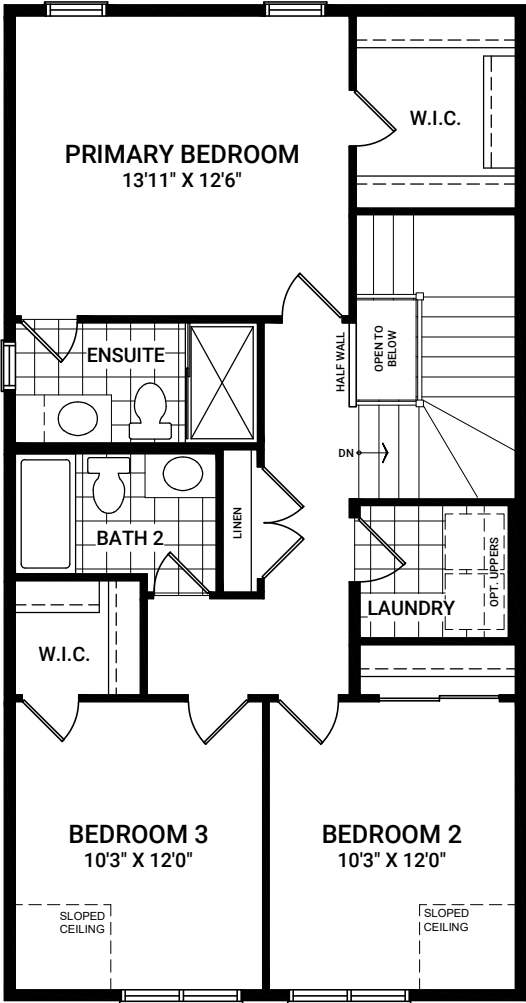 W.I.C.
PRIMARY BEDROOM
13'11" X 12'6"
ENSUITE
HALF WALL
OPEN TO
BELOW
DN
LINEN
BATH 2
OPT. UPPERS
LAUNDRY
W.I.C.
BEDROOM 3
10'3" X 12'0"
BEDROOM 2
10'3" X 12'0"
SLOPED
CEILING
SLOPED
CEILING